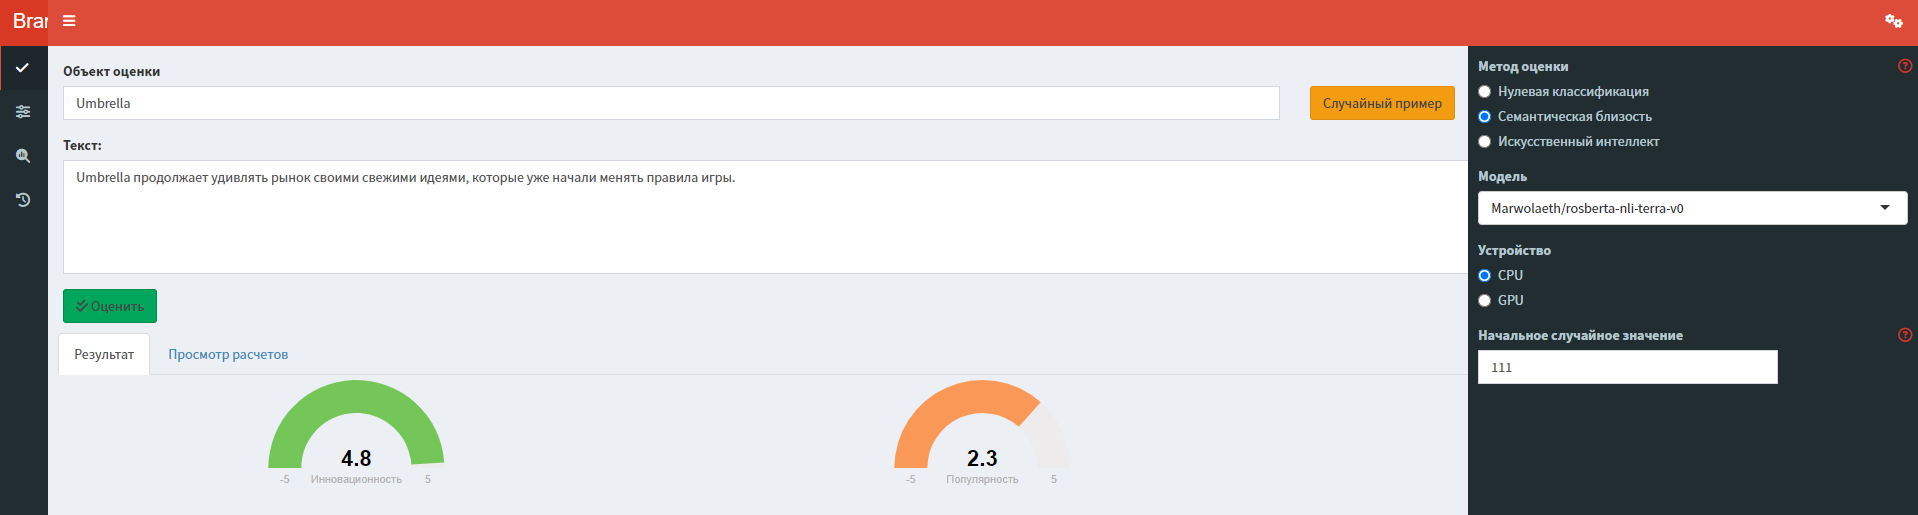 Bran
Объект оценки
Umbrella
Случайный пример
Текст:
Umbrella продолжает удивлять рынок своими свежими идеями, которые уже начали менять правила игры.
Оценить
Результат
Просмотр расчетов
4.8
-5 Инновационность 5
2.3
-5 Популярность 5
Метод оценки
Нулевая классификация
Семантическая близость
Искусственный интеллект
Модель
Marwolaeth/rosberta-nli-terra-v0
Устройство
CPU
GPU
Начальное случайное значение
111